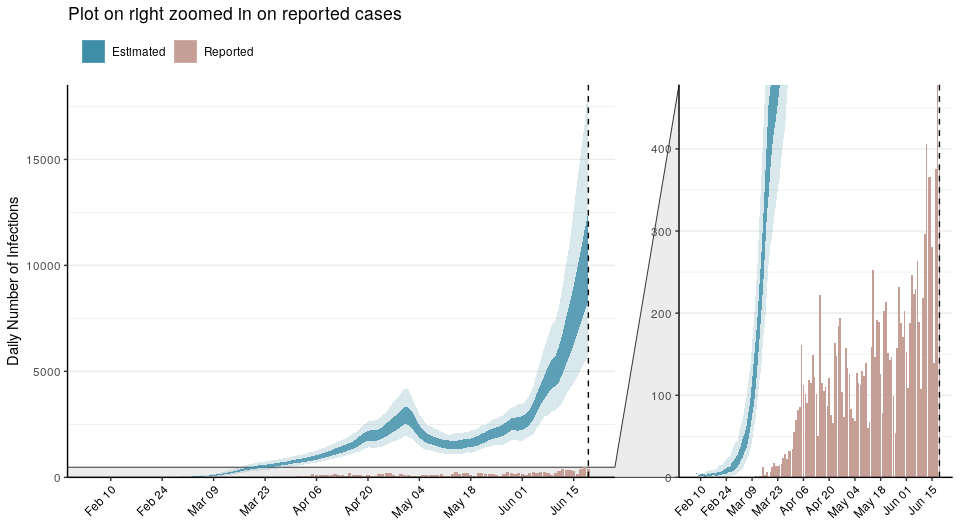 Plot on right zoomed in on reported cases
Estimated Reported
Daily Number of Infections
15000
10000
5000
0
Feb 10 Feb 24 Mar 09 Mar 23 Apr 06 Apr 20 May 04 May 18 Jun 01 Jun 15
400
300
200
100
0
Feb 10 Feb 24 Mar 09 Mar 23 Apr 06 Apr 20 May 04 May 18 Jun 01 Jun 15